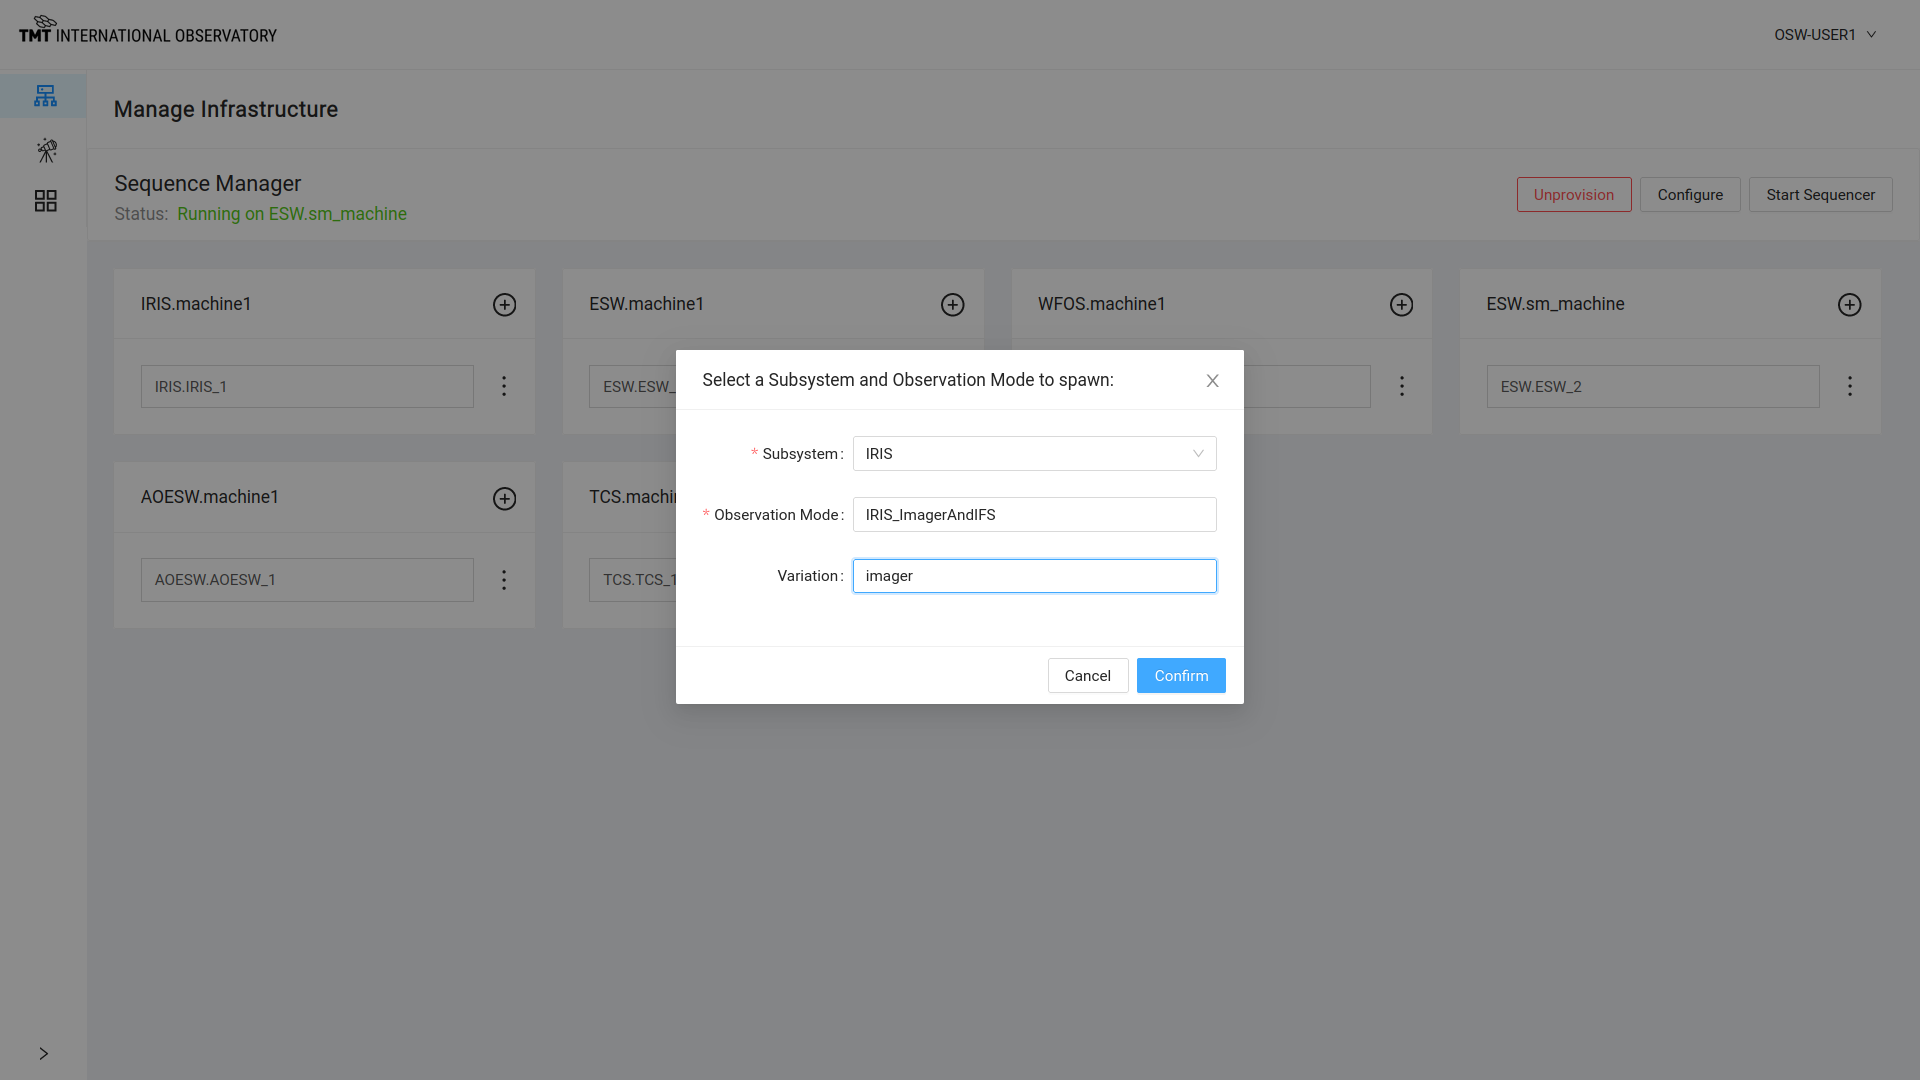 TMT INTERNATIONAL OBSERVATORY
OSW-USER1
Manage Infrastructure
Sequence Manager
Status: Running on ESW.sm_machine
Unprovision
Configure
Start Sequencer
IRIS.machine1
ESW.machine1
WFOS.machine1
ESW.sm_machine
IRIS.IRIS_1
ESW.ESW_
ESW.ESW_2
AOESW.machine1
TCS.machi
AOESW.AOESW_1
TCS.TCS_1
Select a Subsystem and Observation Mode to spawn:
* Subsystem: IRIS
* Observation Mode: IRIS_ImagerAndIFS
Variation: imager
Cancel
Confirm